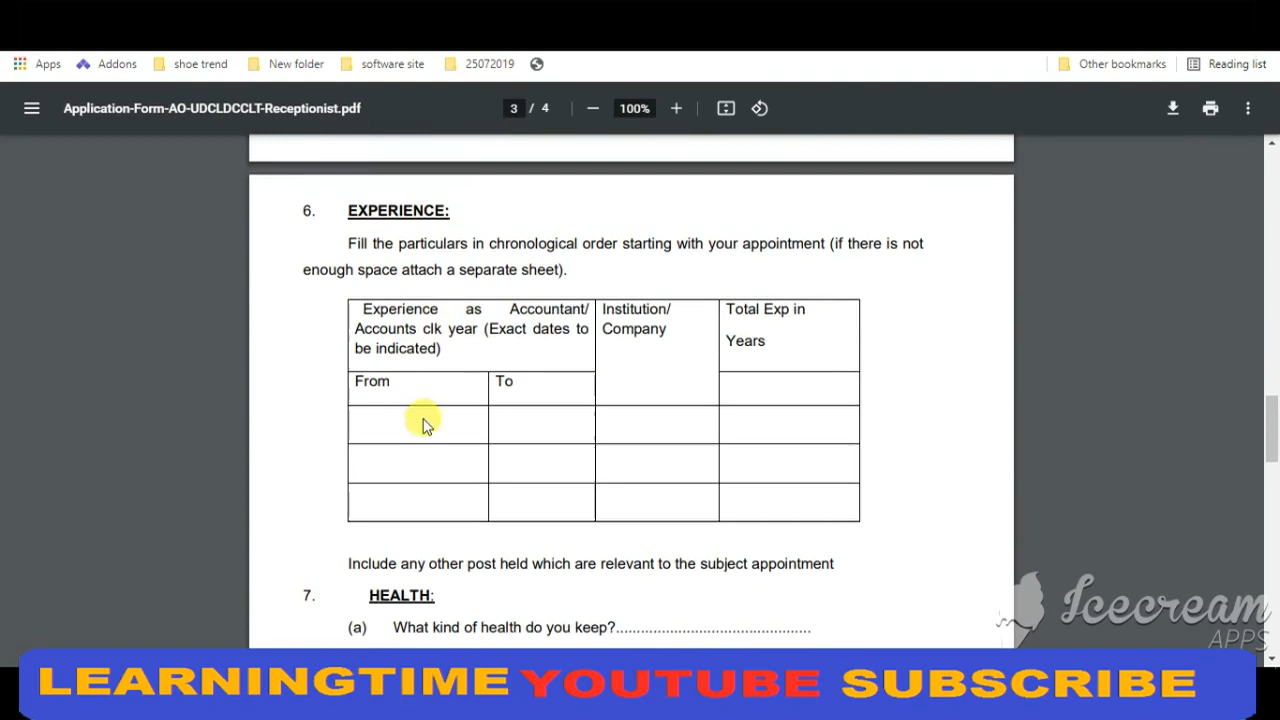 Apps Addons shoe trend New folder software site 25072019 Other bookmarks Reading list
Application-Form-AO-UDCLDCCLT-Receptionist.pdf 3 / 4 100%
6. EXPERIENCE:
Fill the particulars in chronological order starting with your appointment (if there is not
enough space attach a separate sheet).
Experience as Accountant/
Accounts clk year (Exact dates to
be indicated)
Institution/
Company
Total Exp in
Years
From To
Include any other post held which are relevant to the subject appointment
7. HEALTH:
(a) What kind of health do you keep?...............................................
Icecream
APPS
LEARNINGTIME YOUTUBE SUBSCRIBE